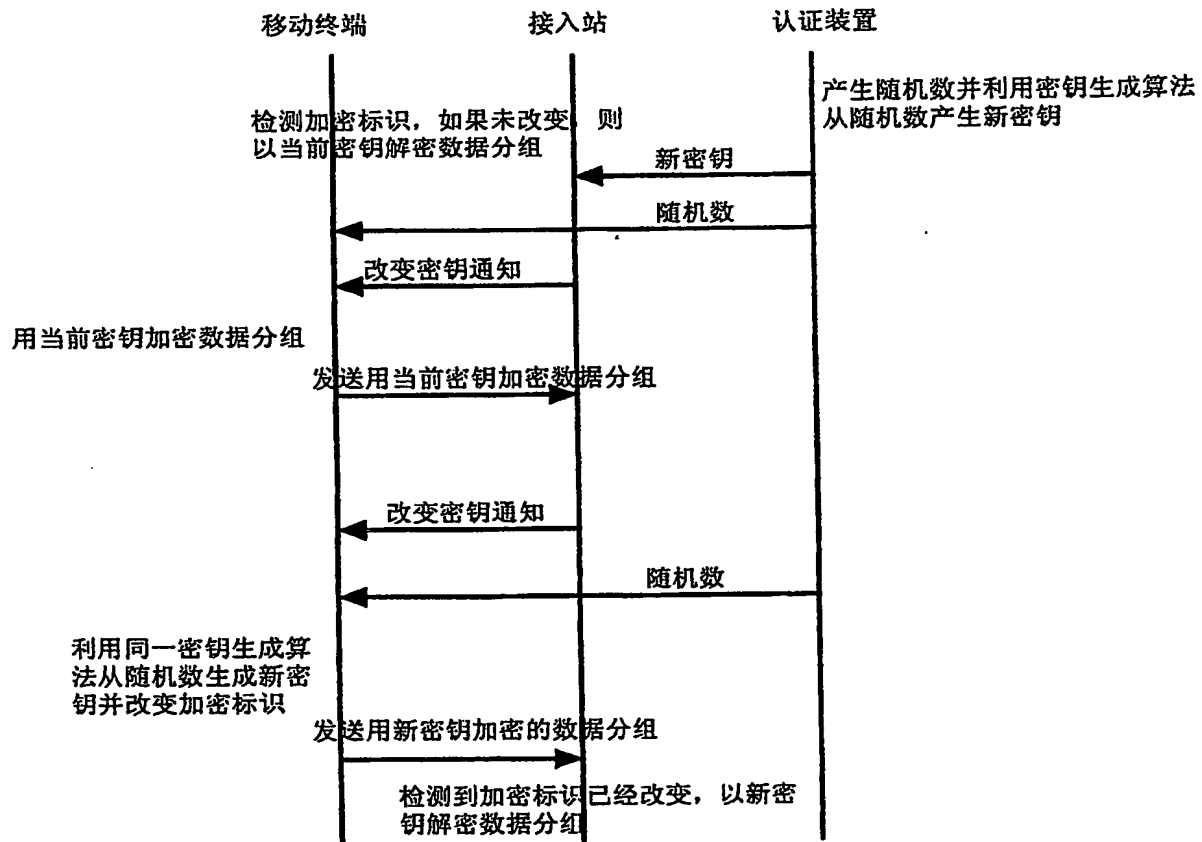 移动终端
接入站
认证装置
产生随机数并利用密钥生成算法
从随机数产生新密钥
检测加密标识，如果未改变，则
以当前密钥解密数据分组
新密钥
随机数
改变密钥通知
用当前密钥加密数据分组
发送用当前密钥加密数据分组
改变密钥通知
随机数
利用同一密钥生成算
法从随机数生成新密
钥并改变加密标识
发送用新密钥加密的数据分组
检测到加密标识已经改变，以新密
钥解密数据分组